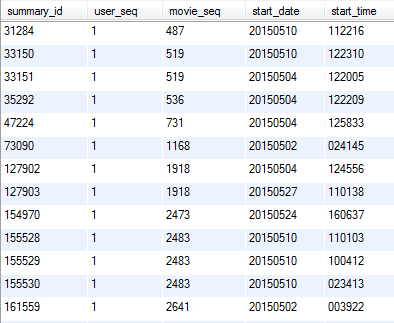 summary_id user_seq movie_seq start_date start_time
31284 1 487 20150510 112216
33150 1 519 20150510 122310
33151 1 519 20150504 122005
35292 1 536 20150504 122209
47224 1 731 20150504 125833
73090 1 1168 20150502 024145
127902 1 1918 20150504 124556
127903 1 1918 20150527 110138
154970 1 2473 20150524 160637
155528 1 2483 20150510 110103
155529 1 2483 20150510 100412
155530 1 2483 20150510 023413
161559 1 2641 20150502 003922